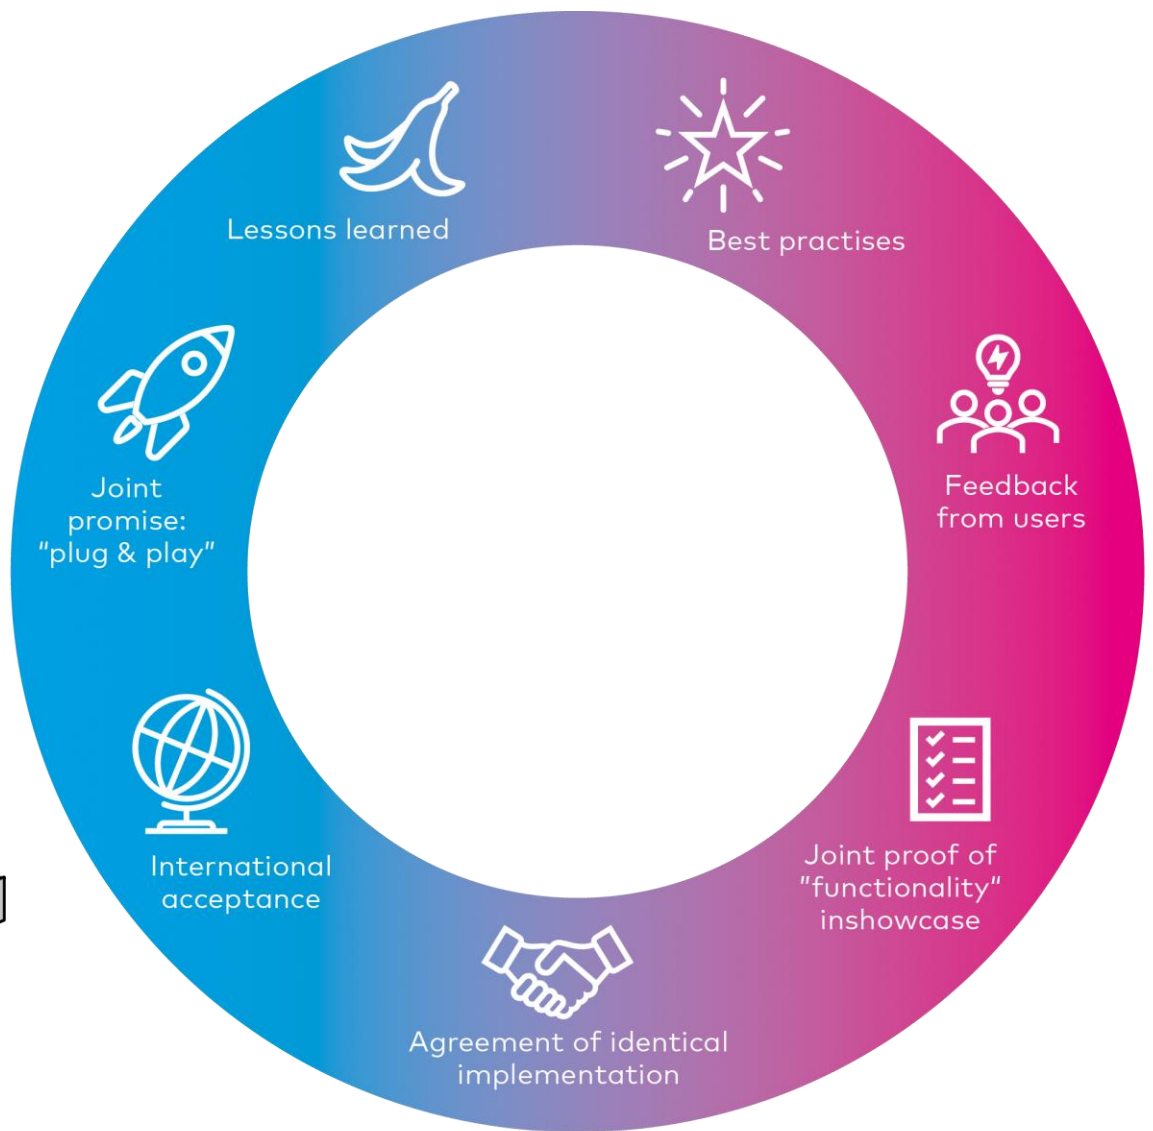 Lessons learned
Best practises
Feedback
from users
Joint proof of
"functionality“
inshowcase
Agreement of identical
implementation
International
acceptance
Joint
promise:
"plug & play"